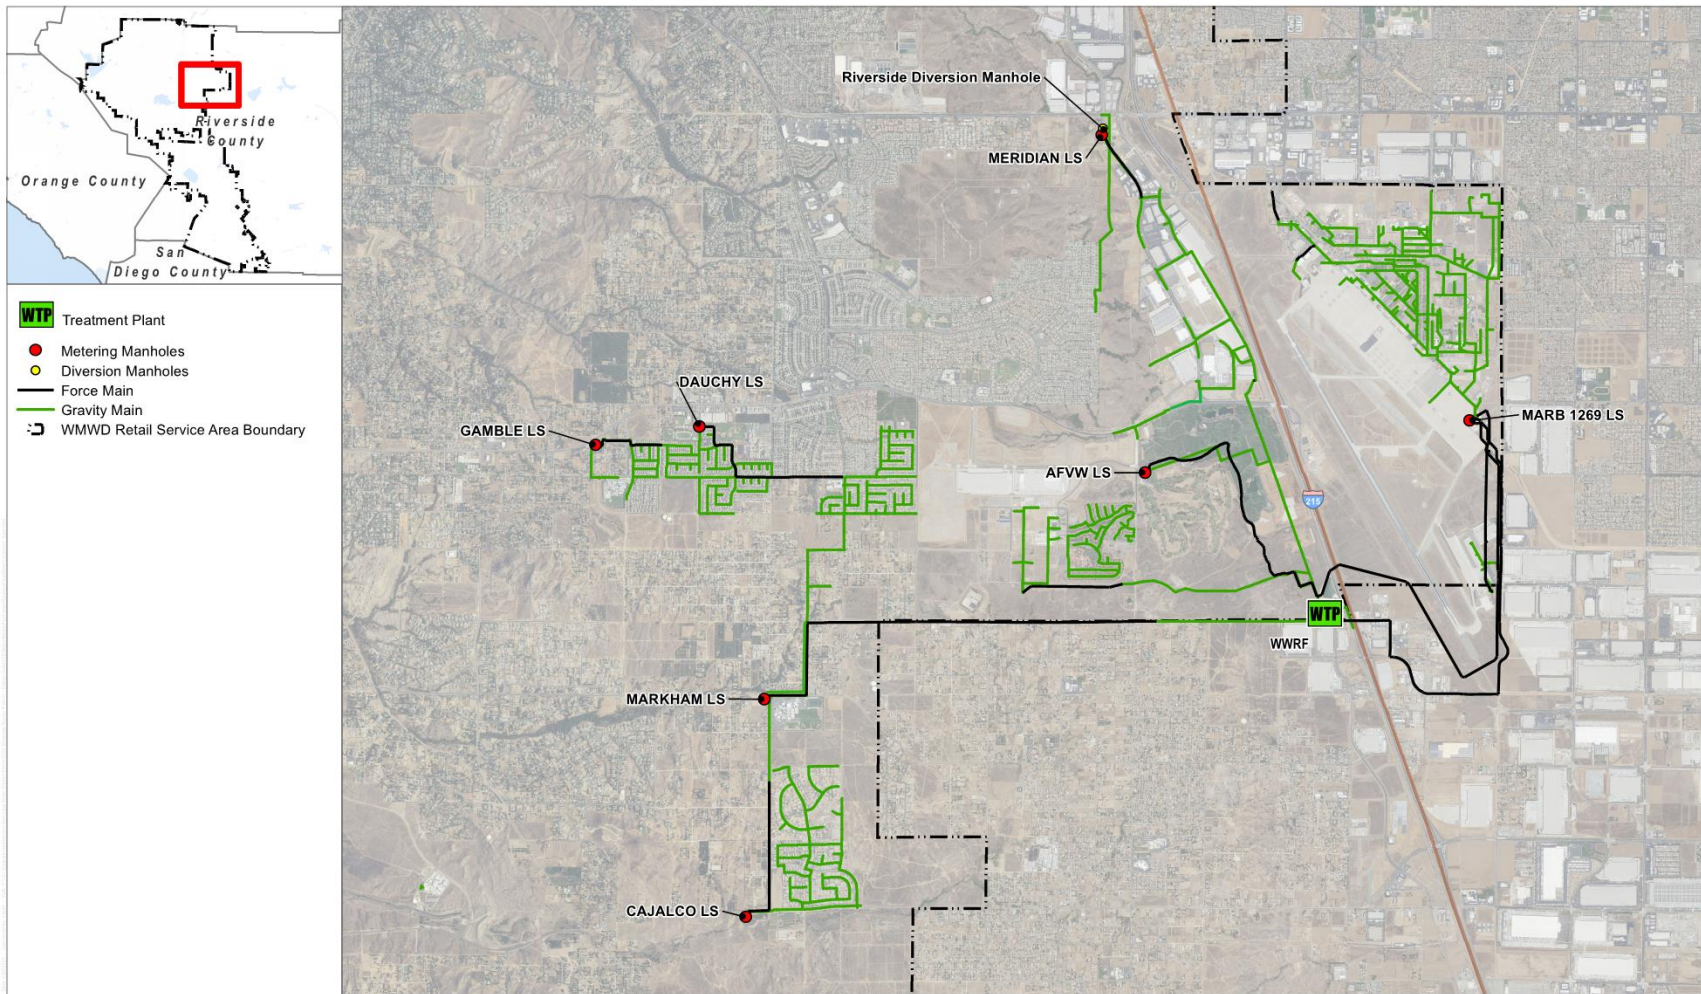 Riverside
County
Orange County
San
Diego County
WTP Treatment Plant
Metering Manholes
Diversion Manholes
Force Main
Gravity Main
WMWD Retail Service Area Boundary
Riverside Diversion Manhole
MERIDIAN LS
DAUCHY LS
GAMBLE LS
MARB 1269 LS
AFVW LS
215
WTP
WWRF
MARKHAM LS
CAJALCO LS